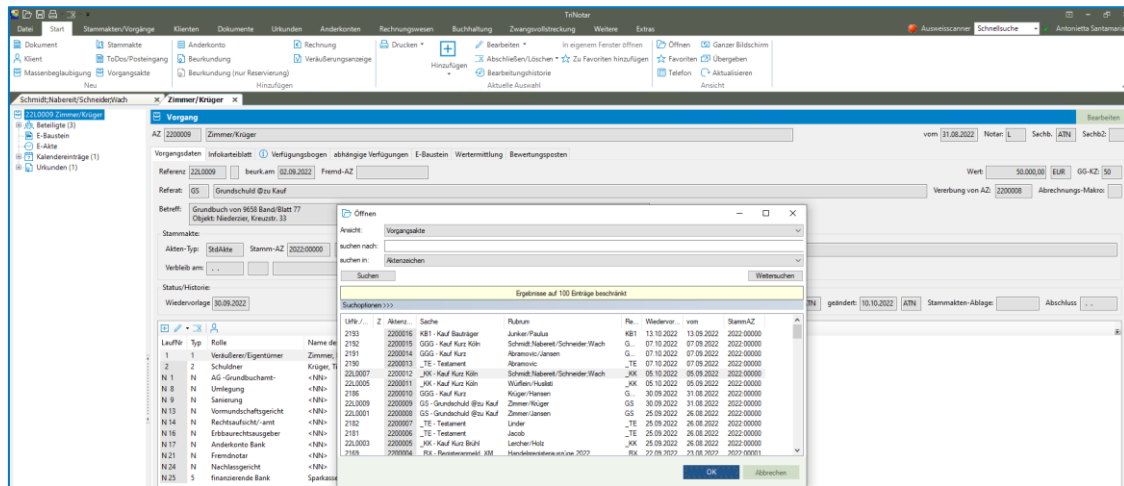 TriNotar
Datei Start Stammakten/Vorgänge Klienten Dokumente Urkunden Anderkonten Rechnungswesen Buchhaltung Zwangsvollstreckung Weitere Extras Ausweisscanner Schnellsuche Antonietta Santamaria
Dokument Stammakte Anderkonto Rechnung Drucken Bearbeiten In eigenem Fenster öffnen Öffnen Ganzer Bildschirm
Klient ToDos/Posteingang Beurkundung Veräußerungsanzeige Hinzufügen Abschließen/Löschen Zu Favoriten hinzufügen Favoriten Übergeben
Massenbeglaubigung Vorgangsakte Beurkundung (nur Reservierung) Bearbeitungshistorie Telefon Aktualisieren
Neu Hinzufügen Aktuelle Auswahl Ansicht
Schmidt;Nabereit/Schneider;Wach X Zimmer/Krüger X
22L0009 Zimmer/Krüger
Beteiligte (3)
E-Baustein
E-Akte
Kalendereinträge (1)
Urkunden (1)
Vorgang Bearbeiten
AZ 2200009 Zimmer/Krüger vom 31.08.2022 Notar: L Sachb. ATN Sachb2:
Vorgangsdaten Infokarteiblatt Verfügungsbogen abhängige Verfügungen E-Baustein Wertermittlung Bewertungsposten
Referenz 22L0009 beurk.am 02.09.2022 Fremd-AZ Wert: 50.000,00 EUR GG-KZ: 50
Referat: GS Grundschuld @zu Kauf Vererbung von AZ: 2200008 Abrechnungs-Makro:
Betreff: Grundbuch von 9658 Band/Blatt 77
Objekt: Niederzier, Kreuzstr. 33
Stammakte:
Akten-Typ: StdAkte Stamm-AZ 2022:00000
Verbleib am: . .
Status/Historie:
Wiedervorlage 30.09.2022 geändert: 10.10.2022 ATN Stammakten-Ablage: Abschluss . .
LaufNr Typ Rolle
1 1 Veräußerer/Eigentümer Zimmer,
2 2 Schuldner
N 1 N AG -Grundbuchamt- <NN>
N 8 N Umlegung <NN>
N 9 N Sanierung <NN>
N 13 N Vormundschaftsgericht <NN>
N 14 N Rechtsaufsicht/-amt <NN>
N 16 N Erbbaurechtsausgeber <NN>
N 17 N Anderkonto Bank <NN>
N 21 N Fremdnotar <NN>
N 24 N Nachlassgericht <NN>
N 25 5 finanzierende Bank
Öffnen
Ansicht: Vorgangsakte
suchen nach:
suchen in: Aktenzeichen
Suchen Weitersuchen
Ergebnisse auf 100 Einträge beschränkt
Suchoptionen >>>
UrNr./... Z Aktenz... Sache Rubrum Re... Wiedervor... vom StammAZ
2193 2200016 KB1 - Kauf Bauträger Junker/Paulus KB1 13.10.2022 13.09.2022 2022:00000
2192 2200015 GGG - Kauf Kurz Köln Schmidt;Nabereit/Schneider;Wach G... 07.10.2022 07.09.2022 2022:00000
2191 2200014 GGG - Kauf Kurz Abramovic/Jansen G... 07.10.2022 07.09.2022 2022:00000
2190 2200013 _TE - Testament Abramovic _TE 07.10.2022 07.09.2022 2022:00000
22L0007 2200012 _KK - Kauf Kurz Köln Schmidt;Nabereit/Schneider;Wach _KK 05.10.2022 05.09.2022 2022:00000
22L0005 2200011 _KK - Kauf Kurz Köln _KK 05.10.2022 05.09.2022 2022:00000
2186 2200010 GGG - Kauf Kurz Krüger/Hansen G... 30.09.2022 31.08.2022 2022:00000
22L0009 2200009 GS - Grundschuld @zu Kauf Zimmer/Krüger GS 30.09.2022 31.08.2022 2022:00000
22L0001 2200008 GS - Grundschuld @zu Kauf Zimmer/Jansen GS 25.09.2022 26.08.2022 2022:00000
2182 2200007 _TE - Testament Linder _TE 25.09.2022 26.08.2022 2022:00000
2181 2200006 _TE - Testament Jacob _TE 25.09.2022 26.08.2022 2022:00000
22L0003 2200005 _KK - Kauf Kurz Brühl Lercher/Holz _KK 25.09.2022 26.08.2022 2022:00000
2169 2200004 Handelsregisterauszüge 2022 22.09.2022 23.08.2022 2022:00001
OK Abbrechen